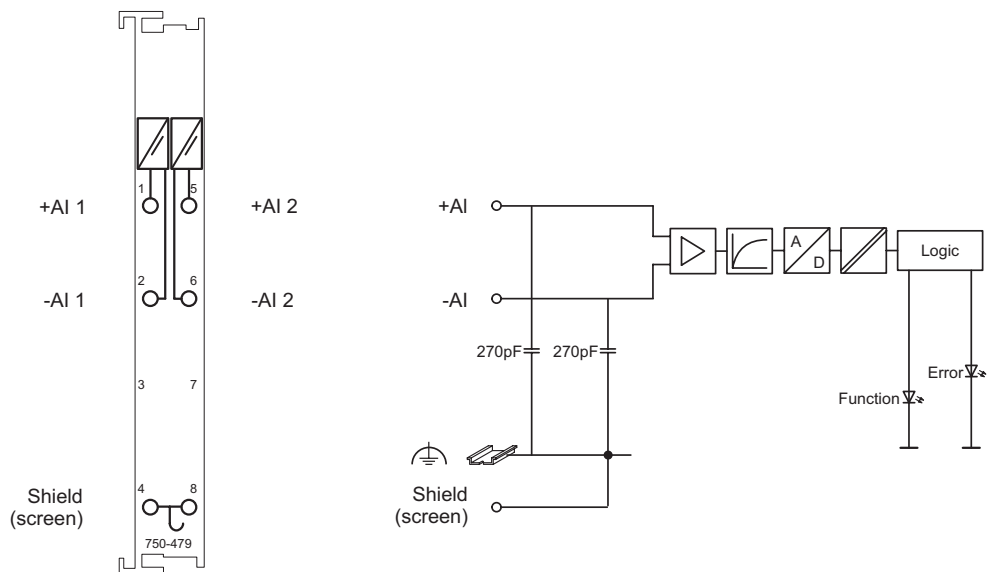 1
5
+AI 1
+AI 2
2
6
-AI 1
-AI 2
3
7
4
8
Shield
(screen)
750-479
+AI
-AI
A
D
Logic
270pF
270pF
Error
Function
Shield
(screen)